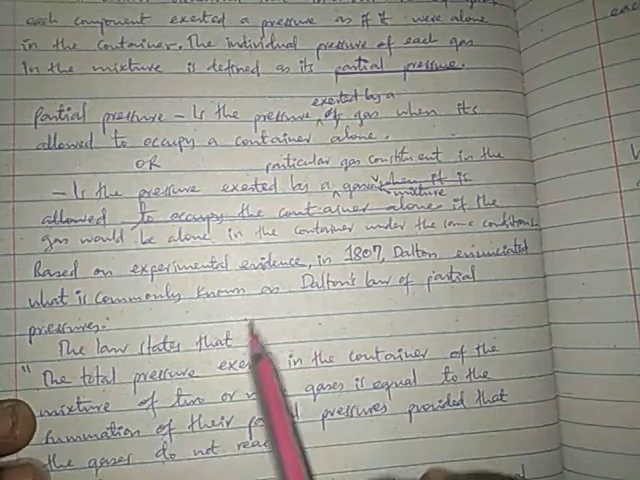 each component exerted a pressure as if it were alone
in the container. The individual pressure of each gas
in the mixture is defined as its partial pressure.
exerted by a
Partial pressure - Is the pressure of gas when its
allowed to occupy a container alone.
OR
particular gas constituent in the
- Is the pressure exerted by a gas when it is
mixture
allowed to occupy the container alone if the
gas would be alone in the container under the same conditions.
Based on experimental evidence, in 1807, Dalton enunciated
what is commonly known as Dalton's law of partial
pressures.
The law states that
" The total pressure in the container of the
mixture of two or gases is equal to the
summation of their pressures provided that
the gases do not